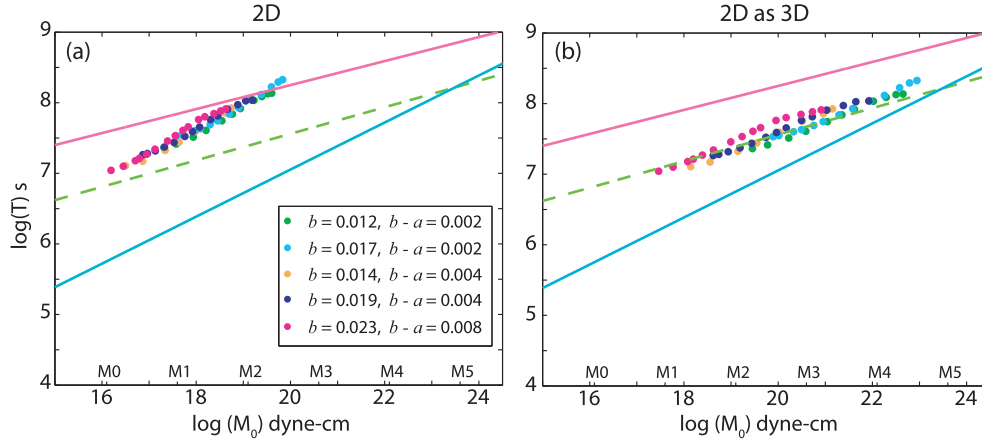 2D
2D as 3D
(a)
(b)
log(T) s
9
8
7
6
5
4
9
8
7
6
5
4
b = 0.012, b - a = 0.002
b = 0.017, b - a = 0.002
b = 0.014, b - a = 0.004
b = 0.019, b - a = 0.004
b = 0.023, b - a = 0.008
M0 M1 M2 M3 M4 M5
M0 M1 M2 M3 M4 M5
16 18 20 22 24
16 18 20 22 24
log (M₀) dyne-cm
log (M₀) dyne-cm